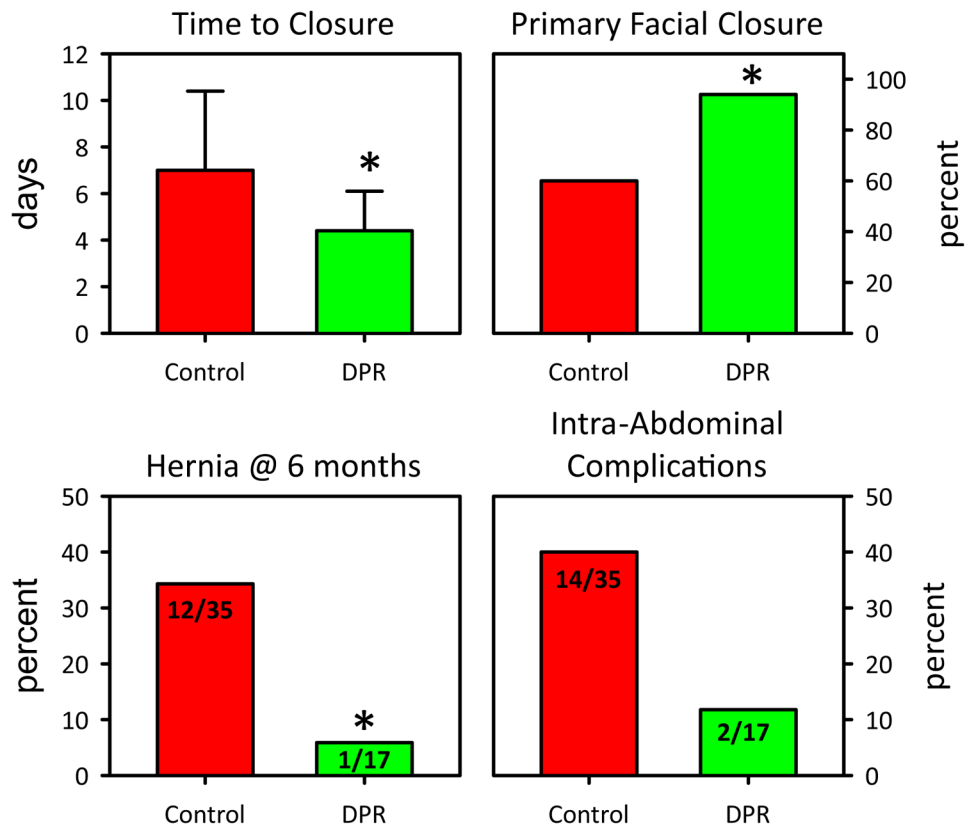 Time to Closure
12
10
8
6
4
2
0
days
*
Control
DPR
Primary Facial Closure
100
80
60
40
20
0
percent
*
Control
DPR
Hernia @ 6 months
50
40
30
20
10
0
percent
12/35
*
1/17
Control
DPR
Intra-Abdominal
Complications
50
40
30
20
10
0
percent
14/35
2/17
Control
DPR